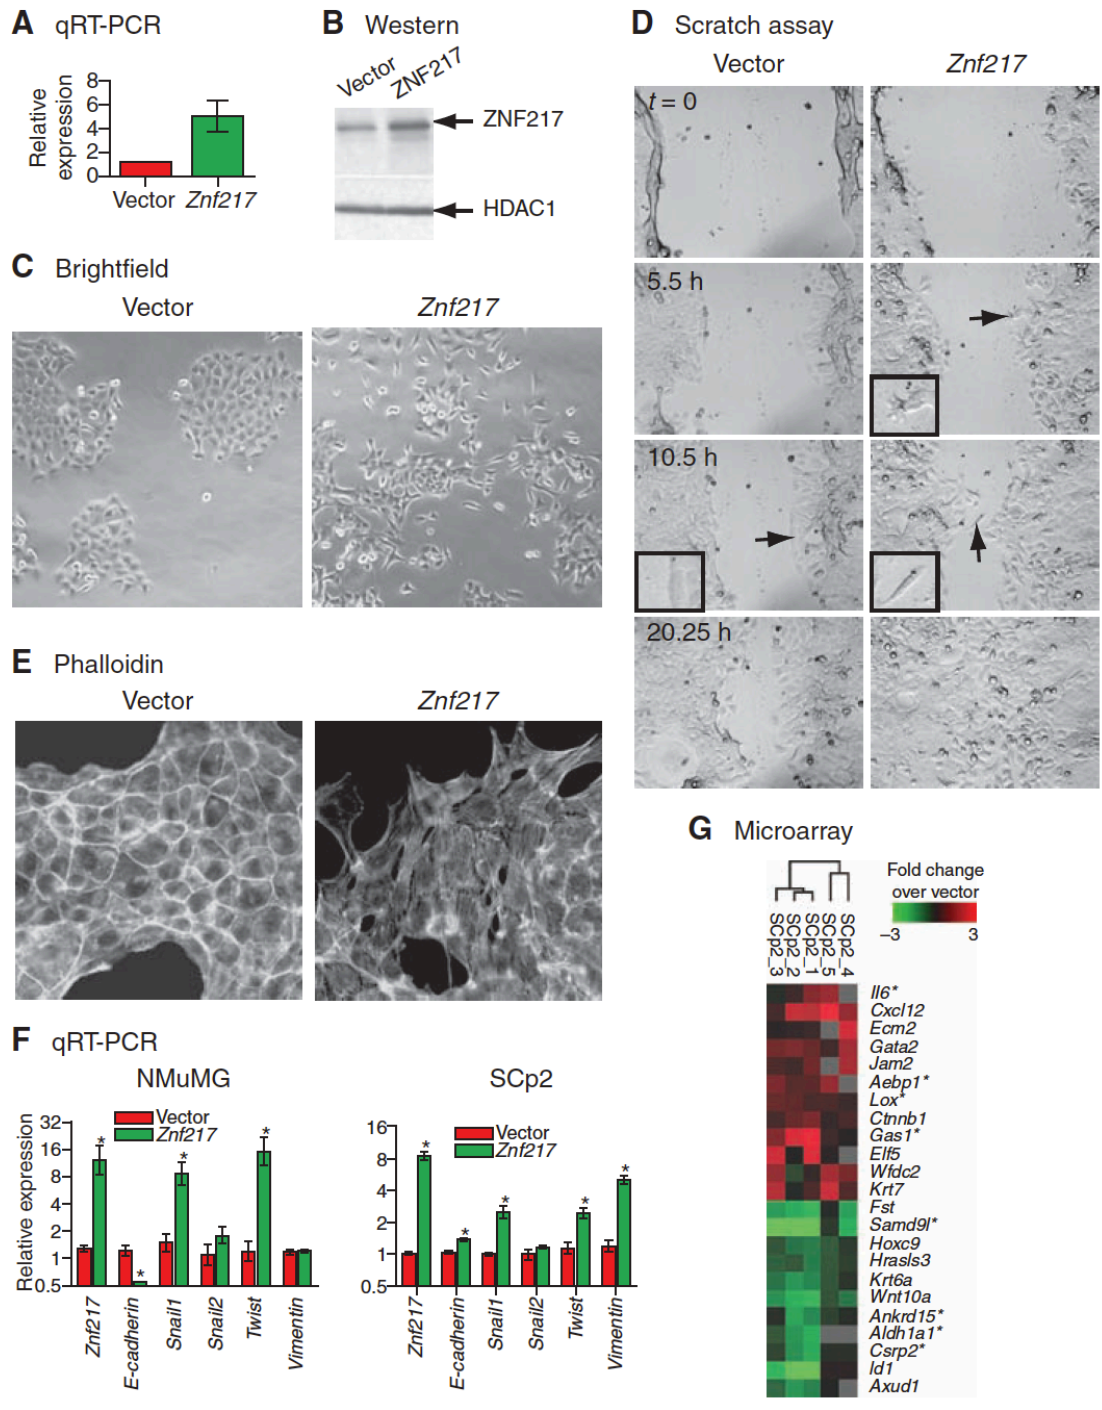 A qRT-PCR
Relative expression
8
6
4
2
0
Vector Znf217
B Western
Vector ZNF217
ZNF217
HDAC1
C Brightfield
Vector Znf217
D Scratch assay
Vector Znf217
t = 0
5.5 h
10.5 h
20.25 h
E Phalloidin
Vector Znf217
F qRT-PCR
NMuMG
Relative expression
32
16
8
4
2
1
0.5
Vector
Znf217
* * * *
Znf217
E-cadherin
Snail1
Snail2
Twist
Vimentin
SCp2
16
8
4
2
1
0.5
Vector
Znf217
* * * * *
Znf217
E-cadherin
Snail1
Snail2
Twist
Vimentin
G Microarray
Fold change
over vector
−3 3
SCp2_3
SCp2_2
SCp2_1
SCp2_5
SCp2_4
Il6*
Cxcl12
Ecm2
Gata2
Jam2
Aebp1*
Lox*
Ctnnb1
Gas1*
Elf5
Wfdc2
Krt7
Fst
Samd9l*
Hoxc9
Hrasls3
Krt6a
Wnt10a
Ankrd15*
Aldh1a1*
Csrp2*
Id1
Axud1